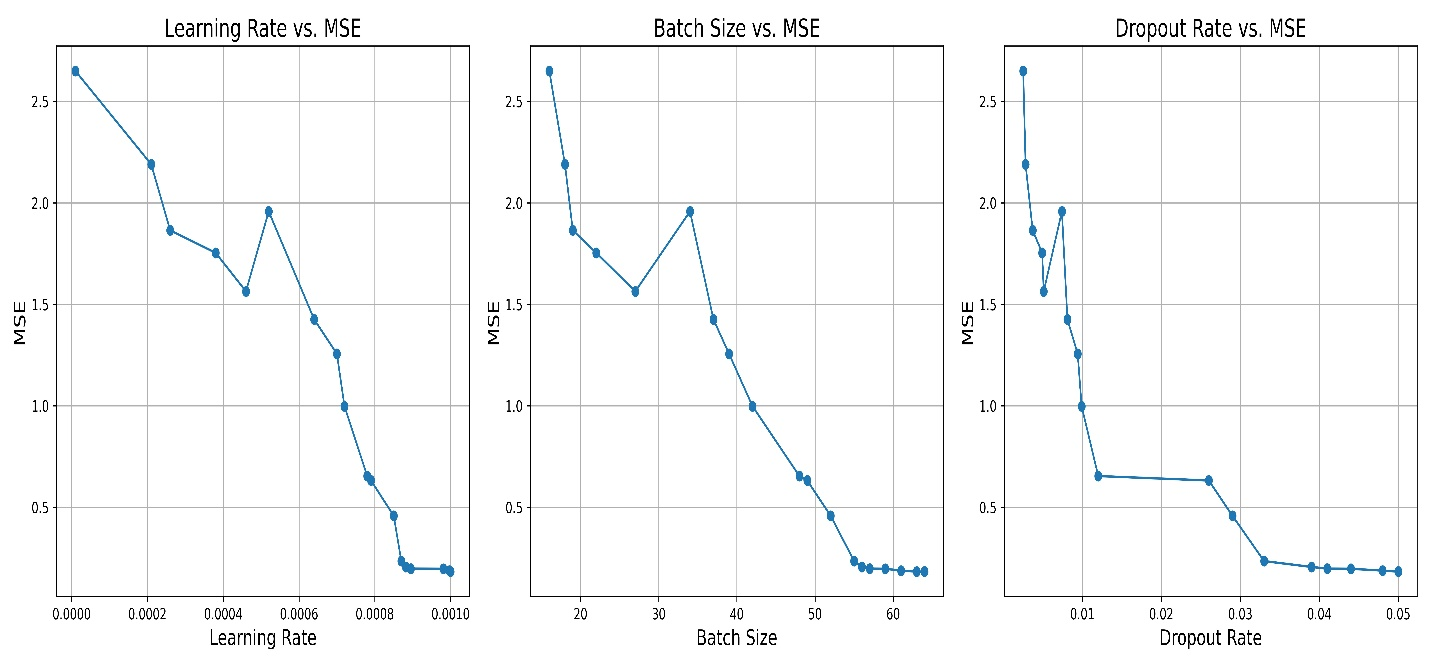 Learning Rate vs. MSE
MSE
2.5
2.0
1.5
1.0
0.5
0.0000 0.0002 0.0004 0.0006 0.0008 0.0010
Learning Rate
Batch Size vs. MSE
MSE
2.5
2.0
1.5
1.0
0.5
20 30 40 50 60
Batch Size
Dropout Rate vs. MSE
MSE
2.5
2.0
1.5
1.0
0.5
0.01 0.02 0.03 0.04 0.05
Dropout Rate